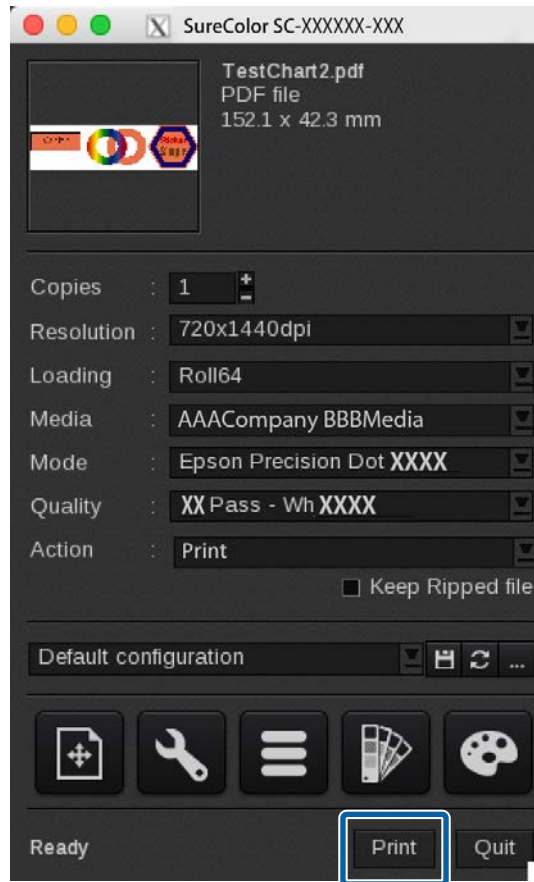 SureColor SC-XXXXXX-XXX
TestChart2.pdf
PDF file
152.1 x 42.3 mm
Copies : 1
Resolution : 720x1440dpi
Loading : Roll64
Media : AAACompany BBBMedia
Mode : Epson Precision Dot XXXX
Quality : XX Pass - Wh XXXX
Action : Print
Keep Ripped file
Default configuration
...
Ready Print Quit